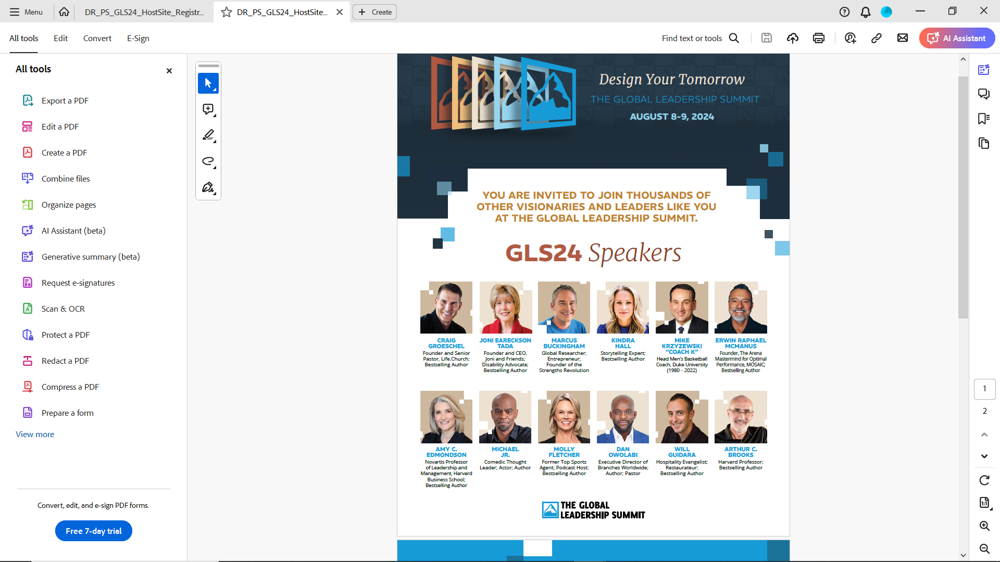 Menu
DR_PS_GLS24_HostSite_Registr...
DR_PS_GLS24_HostSite...
Create
All tools
Edit
Convert
E-Sign
Find text or tools
AI Assistant
All tools
Export a PDF
Edit a PDF
Create a PDF
Combine files
Organize pages
AI Assistant (beta)
Generative summary (beta)
Request e-signatures
Scan & OCR
Protect a PDF
Redact a PDF
Compress a PDF
Prepare a form
View more
Convert, edit, and e-sign PDF forms.
Free 7-day trial
Design Your Tomorrow
THE GLOBAL LEADERSHIP SUMMIT
AUGUST 8-9, 2024
YOU ARE INVITED TO JOIN THOUSANDS OF
OTHER VISIONARIES AND LEADERS LIKE YOU
AT THE GLOBAL LEADERSHIP SUMMIT.
GLS24 Speakers
CRAIG
GROESCHEL
Founder and Senior
Pastor, Life.Church;
Bestselling Author
JONI EARECKSON
TADA
Founder and CEO,
Joni and Friends;
Disability Advocate;
Bestselling Author
MARCUS
BUCKINGHAM
Global Researcher;
Entrepreneur;
Founder of the
Strengths Revolution
KINDRA
HALL
Storytelling Expert;
Bestselling Author
MIKE
KRZYZEWSKI
“COACH K”
Head Men’s Basketball
Coach, Duke University
(1980 – 2022)
ERWIN RAPHAEL
MCMANUS
Founder, The Arena
Mastermind for Optimal
Performance, MOSAIC;
Bestselling Author
AMY C.
EDMONDSON
Novartis Professor
of Leadership and
Management, Harvard
Business School;
Bestselling Author
MICHAEL
JR.
Comedic Thought
Leader; Actor; Author
MOLLY
FLETCHER
Former Top Sports
Agent; Podcast Host;
Bestselling Author
DAN
OWOLABI
Executive Director of
Branches Worldwide;
Author; Pastor
WILL
GUIDARA
Hospitality Evangelist;
Restaurateur;
Bestselling Author
ARTHUR C.
BROOKS
Harvard Professor;
Bestselling Author
THE GLOBAL
LEADERSHIP SUMMIT
1
2
1:1